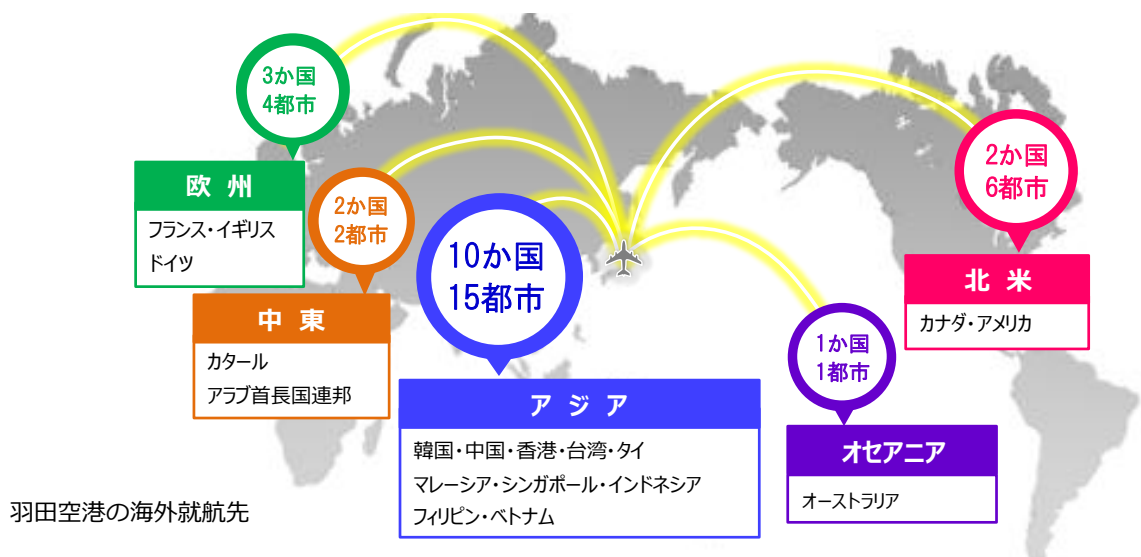 3か国
4都市
欧 州
フランス・イギリス
ドイツ
2か国
2都市
中 東
カタール
アラブ首長国連邦
10か国
15都市
ア ジ ア
韓国・中国・香港・台湾・タイ
マレーシア・シンガポール・インドネシア
フィリピン・ベトナム
1か国
1都市
オセアニア
オーストラリア
2か国
6都市
北 米
カナダ・アメリカ
羽田空港の海外就航先